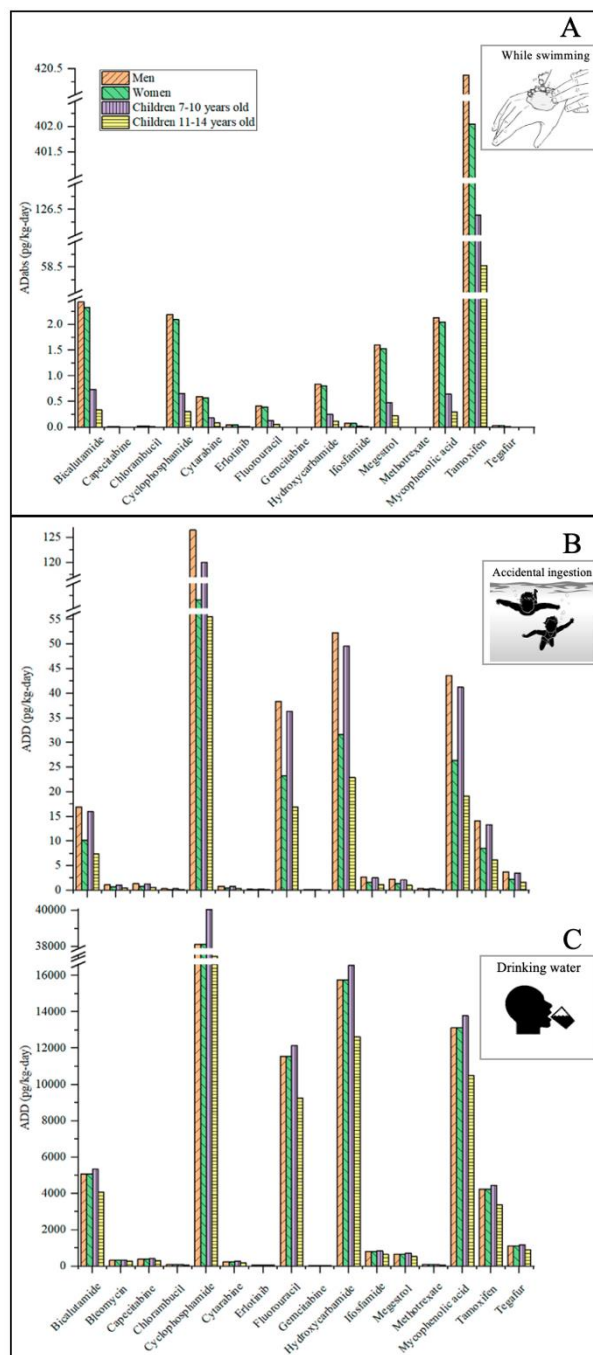 A
While swimming
420.5
402.0
401.5
126.5
58.5
2.0
1.5
1.0
0.5
0.0
ADabs (pg/kg-day)
Men
Women
Children 7-10 years old
Children 11-14 years old
Bicalutamide
Capecitabine
Chlorambucil
Cyclophosphamide
Cytarabine
Erlotinib
Fluorouracil
Gemcitabine
Hydroxycarbamide
Ifosfamide
Megestrol
Methorrexate
Mycophenolic acid
Tamoxifen
Tegafur
B
Accidental ingestion
125
120
55
50
45
40
35
30
25
20
15
10
5
0
ADD (pg/kg-day)
C
Drinking water
40000
38000
16000
14000
12000
10000
8000
6000
4000
2000
0
ADD (pg/kg-day)
Bicalutamide
Bleomycin
Capecitabine
Chlorambucil
Cyclophosphamide
Cytarabine
Erlotinib
Fluorouracil
Gemcitabine
Hydroxycarbamide
Ifosfamide
Megestrol
Methorrexate
Mycophenolic acid
Tamoxifen
Tegafur